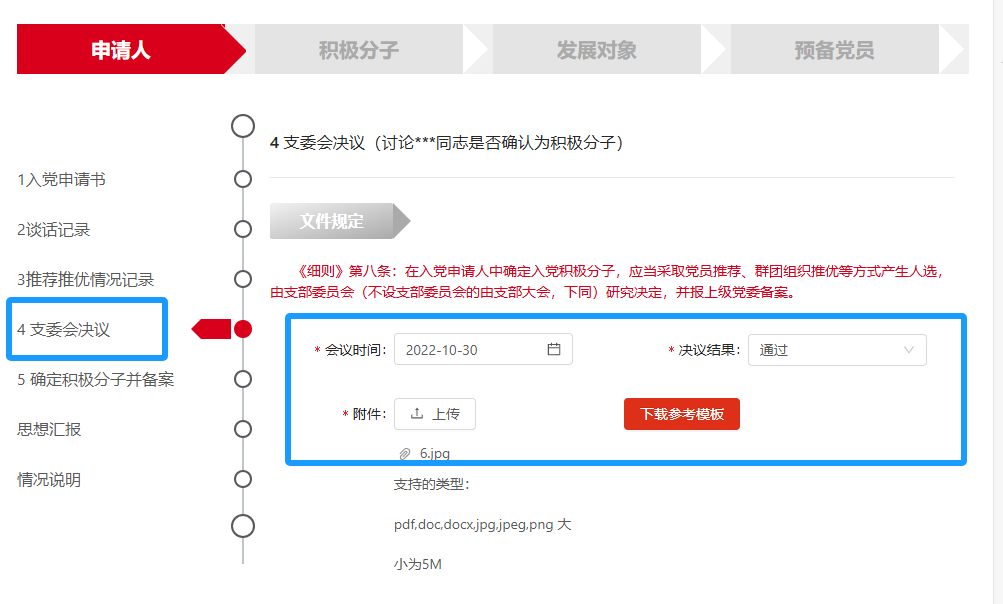 申请人 积极分子 发展对象 预备党员
4 支委会决议（讨论***同志是否确认为积极分子）
1入党申请书
2谈话记录
3推荐推优情况记录
4 支委会决议
5 确定积极分子并备案
思想汇报
情况说明
文件规定
《细则》第八条：在入党申请人中确定入党积极分子，应当采取党员推荐、群团组织推优等方式产生人选，
由支部委员会（不设支部委员会的由支部大会，下同）研究决定，并报上级党委备案。
* 会议时间： 2022-10-30 * 决议结果： 通过
* 附件： 上传 下载参考模板
6.jpg
支持的类型：
pdf,doc,docx,jpg,jpeg,png 大
小为5M